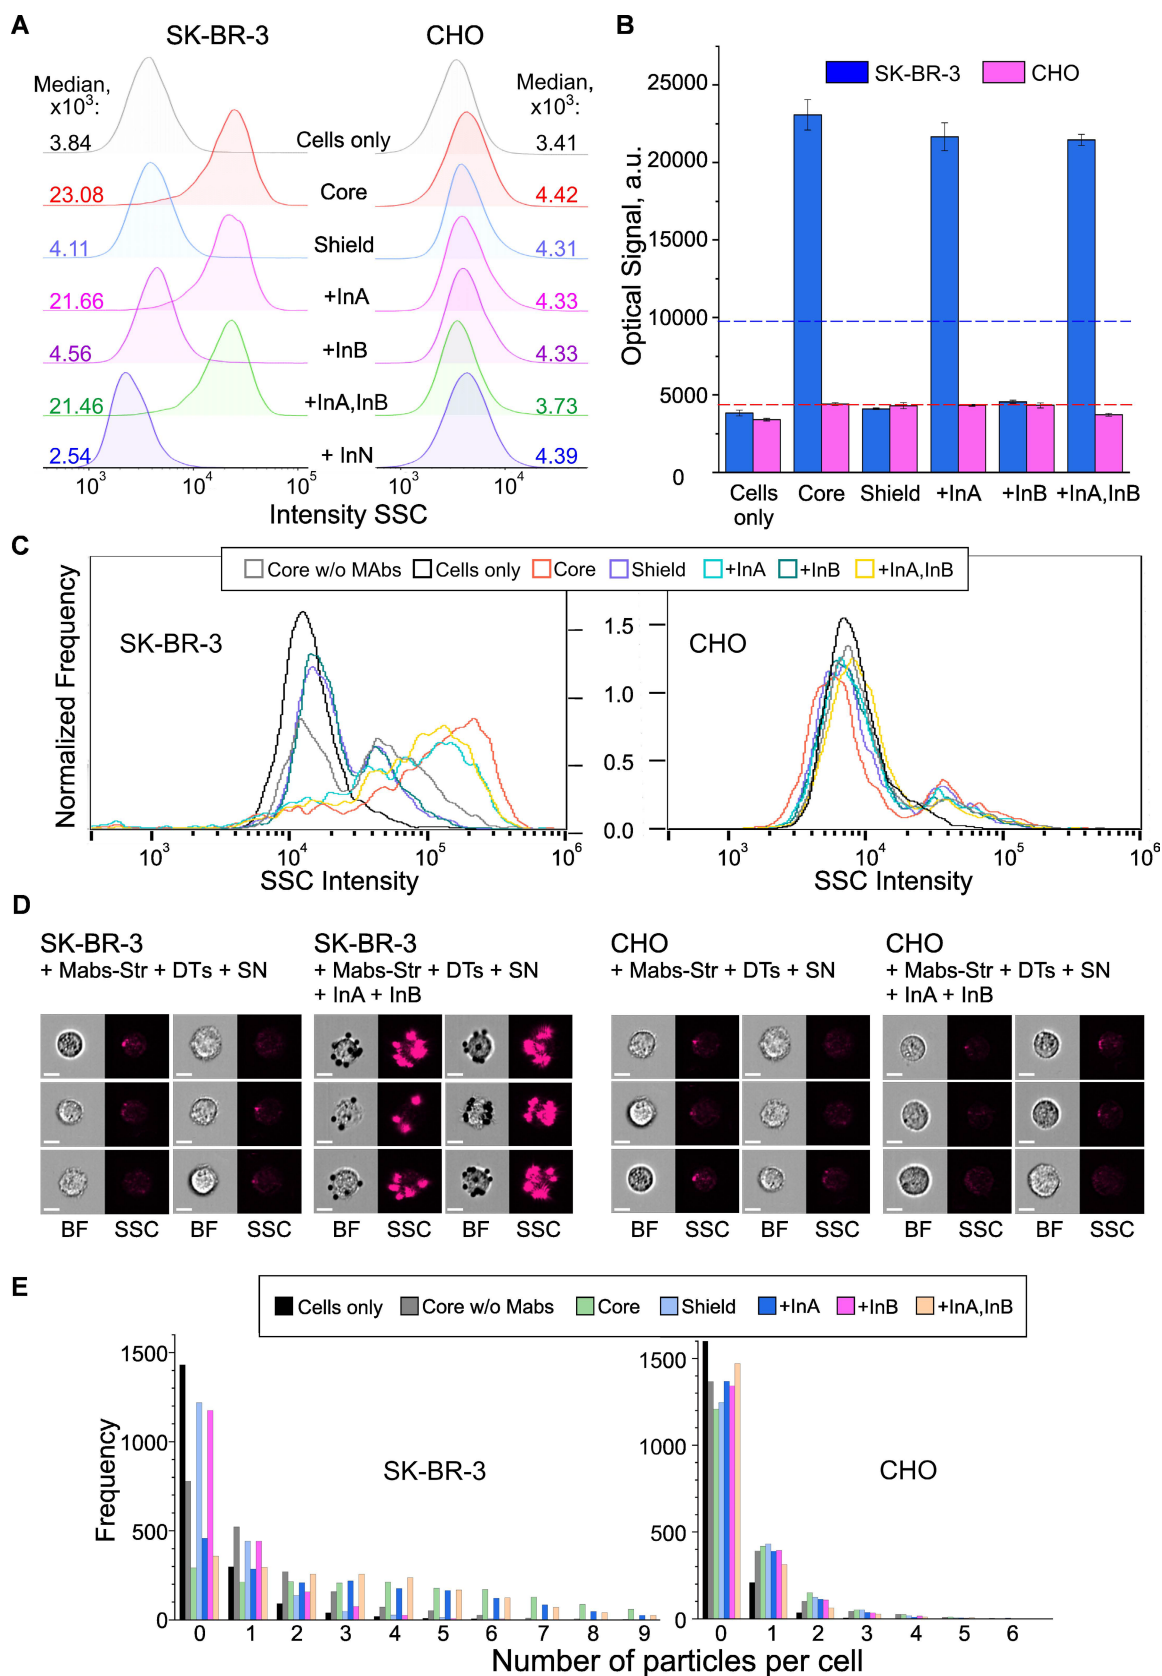 A
SK-BR-3
CHO
Median,
x10³:
Median,
x10³:
3.84
Cells only
3.41
23.08
Core
4.42
4.11
Shield
4.31
21.66
+InA
4.33
4.56
+InB
4.33
21.46
+InA,InB
3.73
2.54
+ InN
4.39
10³ 10⁴ 10⁵
10³ 10⁴
Intensity SSC
B
SK-BR-3
CHO
Optical Signal, a.u.
25000
20000
15000
10000
5000
0
Cells only
Core
Shield
+InA
+InB
+InA,InB
C
Core w/o MAbs
Cells only
Core
Shield
+InA
+InB
+InA,InB
Normalized Frequency
SK-BR-3
CHO
1.5
1.0
0.5
0.0
10³ 10⁴ 10⁵ 10⁶
10³ 10⁴ 10⁵ 10⁶
SSC Intensity
SSC Intensity
D
SK-BR-3
+ Mabs-Str + DTs + SN
SK-BR-3
+ Mabs-Str + DTs + SN
+ InA + InB
CHO
+ Mabs-Str + DTs + SN
CHO
+ Mabs-Str + DTs + SN
+ InA + InB
BF SSC BF SSC
BF SSC BF SSC
BF SSC BF SSC
BF SSC BF SSC
E
Cells only
Core w/o Mabs
Core
Shield
+InA
+InB
+InA,InB
Frequency
1500
1000
500
0
SK-BR-3
0 1 2 3 4 5 6 7 8 9
1500
1000
500
0
CHO
0 1 2 3 4 5 6
Number of particles per cell